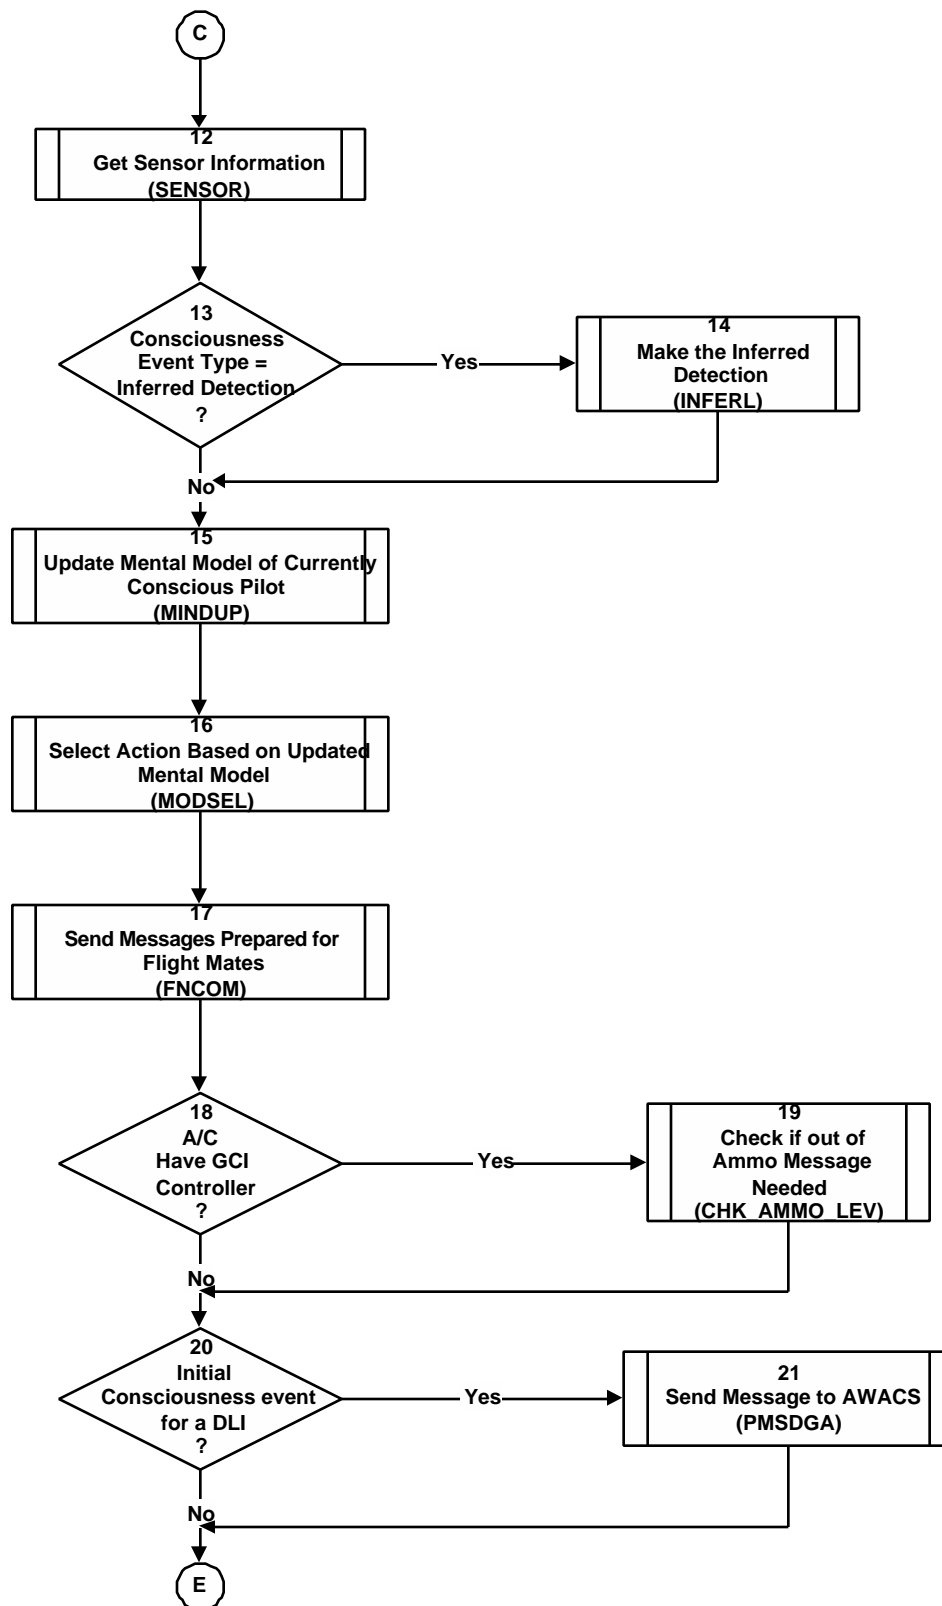 C
12
Get Sensor Information
(SENSOR)
13
Consciousness
Event Type =
Inferred Detection
?
Yes
14
Make the Inferred
Detection
(INFERL)
No
15
Update Mental Model of Currently
Conscious Pilot
(MINDUP)
16
Select Action Based on Updated
Mental Model
(MODSEL)
17
Send Messages Prepared for
Flight Mates
(FNCOM)
18
A/C
Have GCI
Controller
?
Yes
19
Check if out of
Ammo Message
Needed
(CHK_AMMO_LEV)
No
20
Initial
Consciousness event
for a DLI
?
Yes
21
Send Message to AWACS
(PMSDGA)
No
E